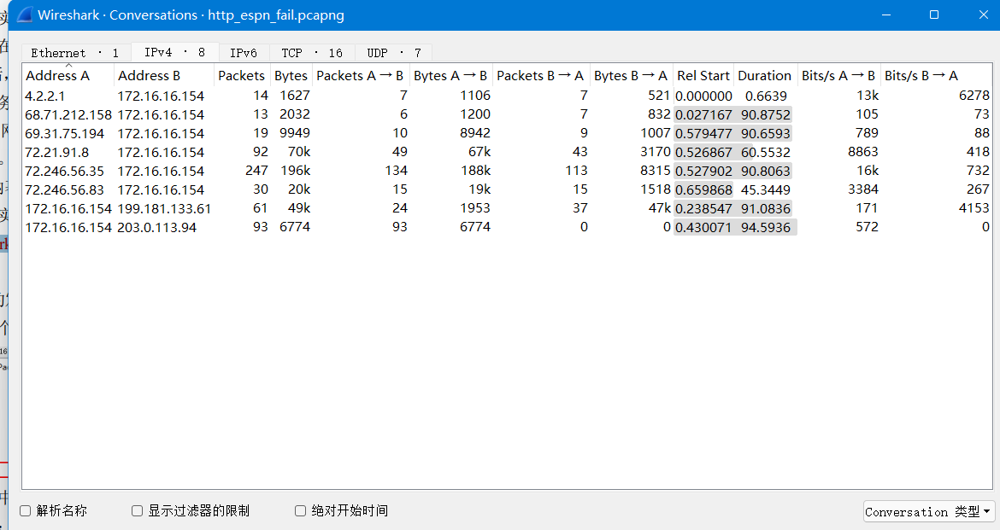 Wireshark · Conversations · http_espn_fail.pcapng
Ethernet · 1 IPv4 · 8 IPv6 TCP · 16 UDP · 7
Address A Address B Packets Bytes Packets A → B Bytes A → B Packets B → A Bytes B → A Rel Start Duration Bits/s A → B Bits/s B → A
4.2.2.1 172.16.16.154 14 1627 7 1106 7 521 0.000000 0.6639 13k 6278
68.71.212.158 172.16.16.154 13 2032 6 1200 7 832 0.027167 90.8752 105 73
69.31.75.194 172.16.16.154 19 9949 10 8942 9 1007 0.579477 90.6593 789 88
72.21.91.8 172.16.16.154 92 70k 49 67k 43 3170 0.526867 60.5532 8863 418
72.246.56.35 172.16.16.154 247 196k 134 188k 113 8315 0.527902 90.8063 16k 732
72.246.56.83 172.16.16.154 30 20k 15 19k 15 1518 0.659868 45.3449 3384 267
172.16.16.154 199.181.133.61 61 49k 24 1953 37 47k 0.238547 91.0836 171 4153
172.16.16.154 203.0.113.94 93 6774 93 6774 0 0 0.430071 94.5936 572 0
解析名称 显示过滤器的限制 绝对开始时间 Conversation 类型